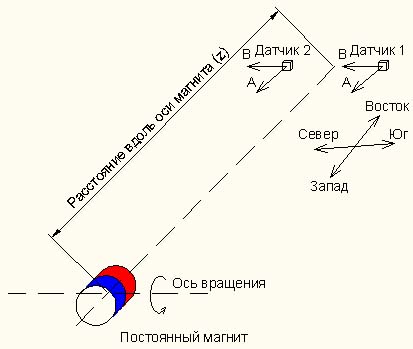 Датчик 2
Датчик 1
B
B
A
A
Расстояние вдоль оси магнита (z)
Восток
Север
Юг
Запад
Ось вращения
Постоянный магнит